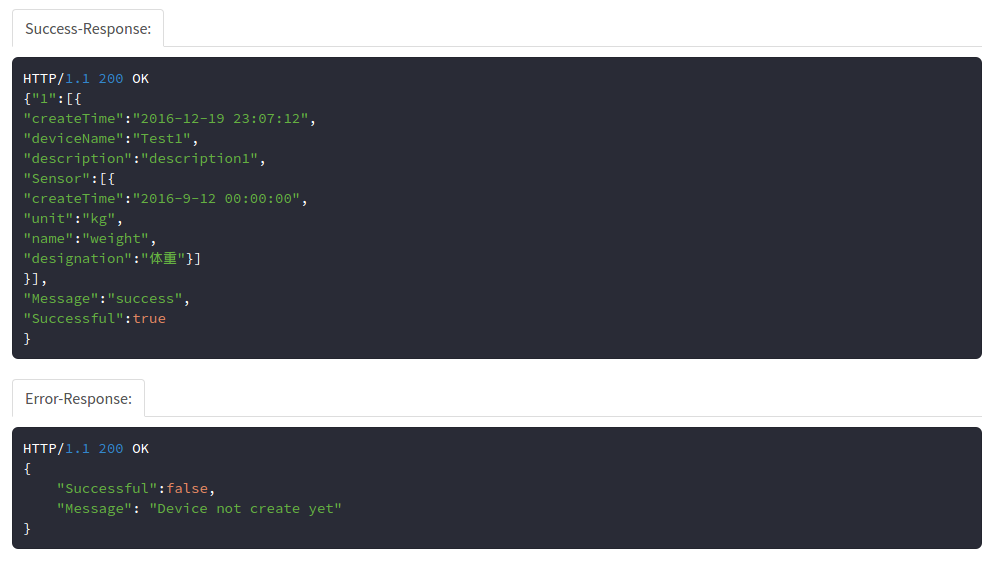 Success-Response:
HTTP/1.1 200 OK
{"1":[{
"createTime":"2016-12-19 23:07:12",
"deviceName":"Test1",
"description":"description1",
"Sensor":[{
"createTime":"2016-9-12 00:00:00",
"unit":"kg",
"name":"weight",
"designation":"体重"}]
}],
"Message":"success",
"Successful":true
}
Error-Response:
HTTP/1.1 200 OK
{
    "Successful":false,
    "Message": "Device not create yet"
}